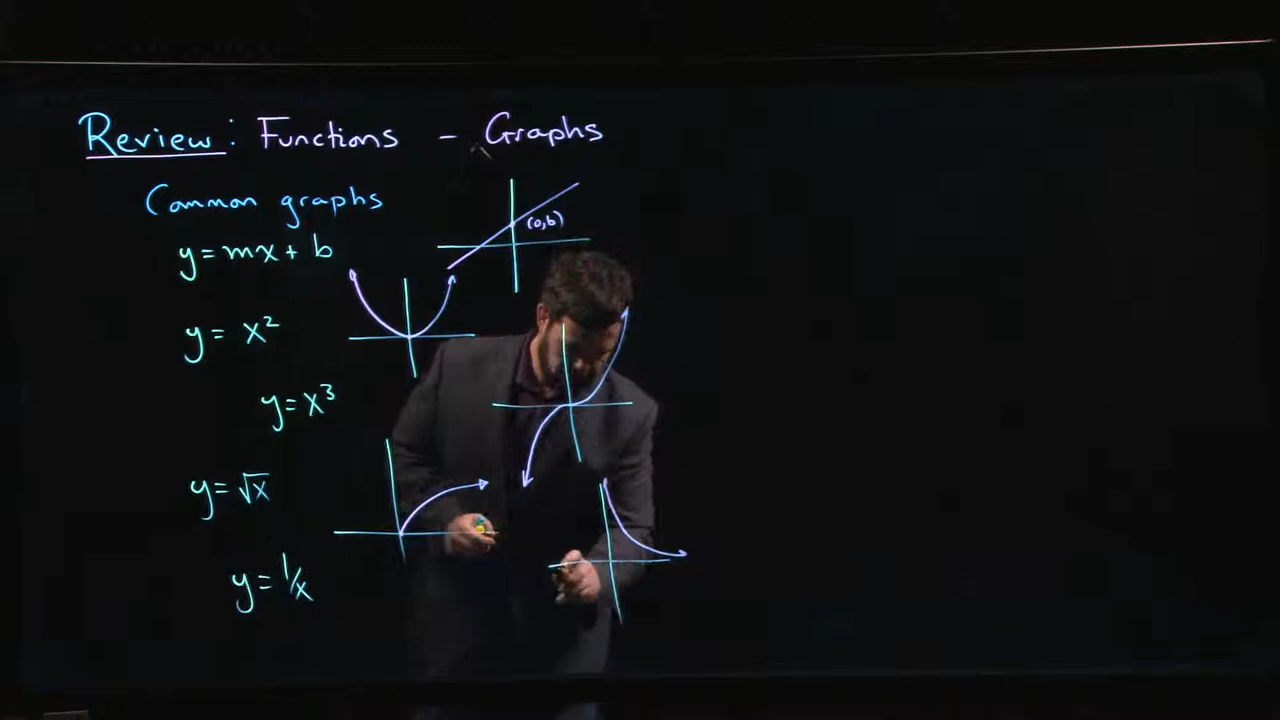 Review: Functions - Graphs
Common graphs
(0,b)
y = mx + b
y = x²
y = x³
y = √x
y = 1/x